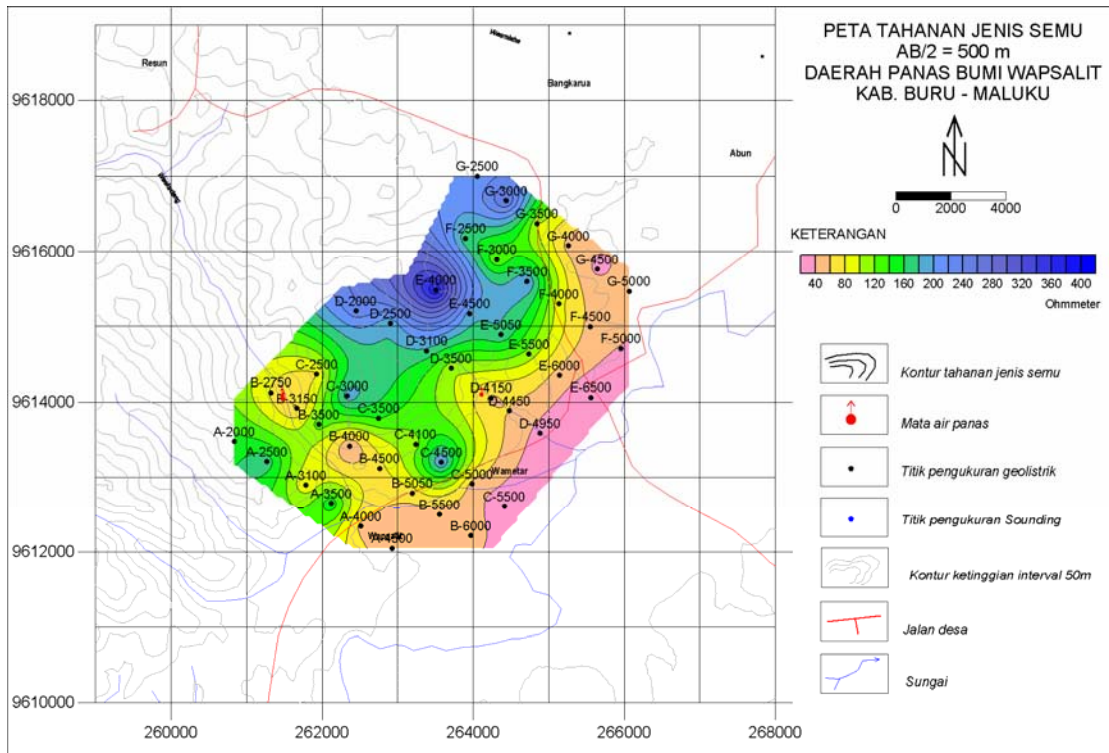 PETA TAHANAN JENIS SEMU
AB/2 = 500 m
DAERAH PANAS BUMI WAPSALIT
KAB. BURU - MALUKU
N
0 2000 4000
KETERANGAN
40 80 120 160 200 240 280 320 360 400
Ohmmeter
Kontur tahanan jenis semu
Mata air panas
Titik pengukuran geolistrik
Titik pengukuran Sounding
Kontur ketinggian interval 50m
Jalan desa
Sungai
9618000
9616000
9614000
9612000
9610000
260000 262000 264000 266000 268000
Resun
Bangkarua
Abun
Wametar
G-2500
G-3000
G-3500
G-4000
G-4500
G-5000
F-2500
F-3000
F-3500
F-4000
F-4500
F-5000
E-4000
E-4500
E-5050
E-5500
E-6000
E-6500
D-2000
D-2500
D-3100
D-3500
D-4150
D-4450
D-4950
C-2500
C-3000
C-3500
C-4100
C-4500
C-5000
C-5500
B-2750
B-3150
B-3500
B-4000
B-4500
B-5050
B-5500
B-6000
A-2000
A-2500
A-3100
A-3500
A-4000
A-4500